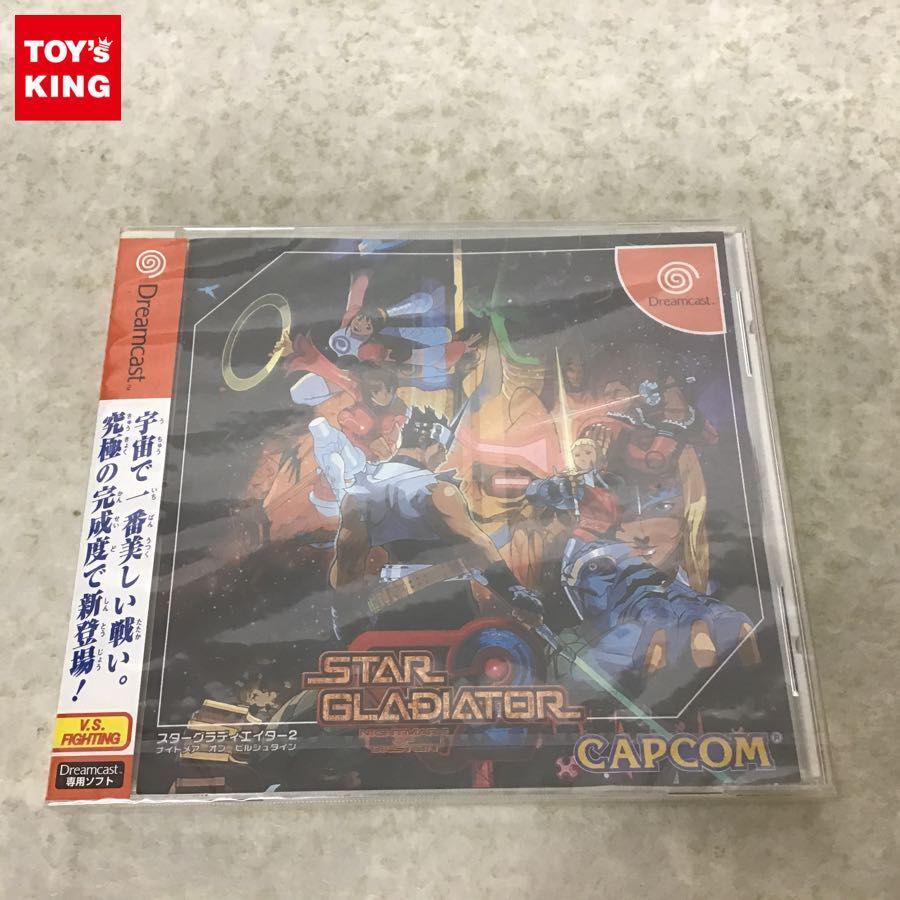 TOY'S
KING
Dreamcast™
宇宙で一番美しい戦い。
究極の完成度で新登場！
V.S.
FIGHTING
Dreamcast™
専用ソフト
Dreamcast™
STAR
GLADIATOR
スターグラディエイター2
ナイトメア オブ ビルシュタイン
CAPCOM®